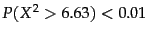 P(X² > 6.63) < 0.01